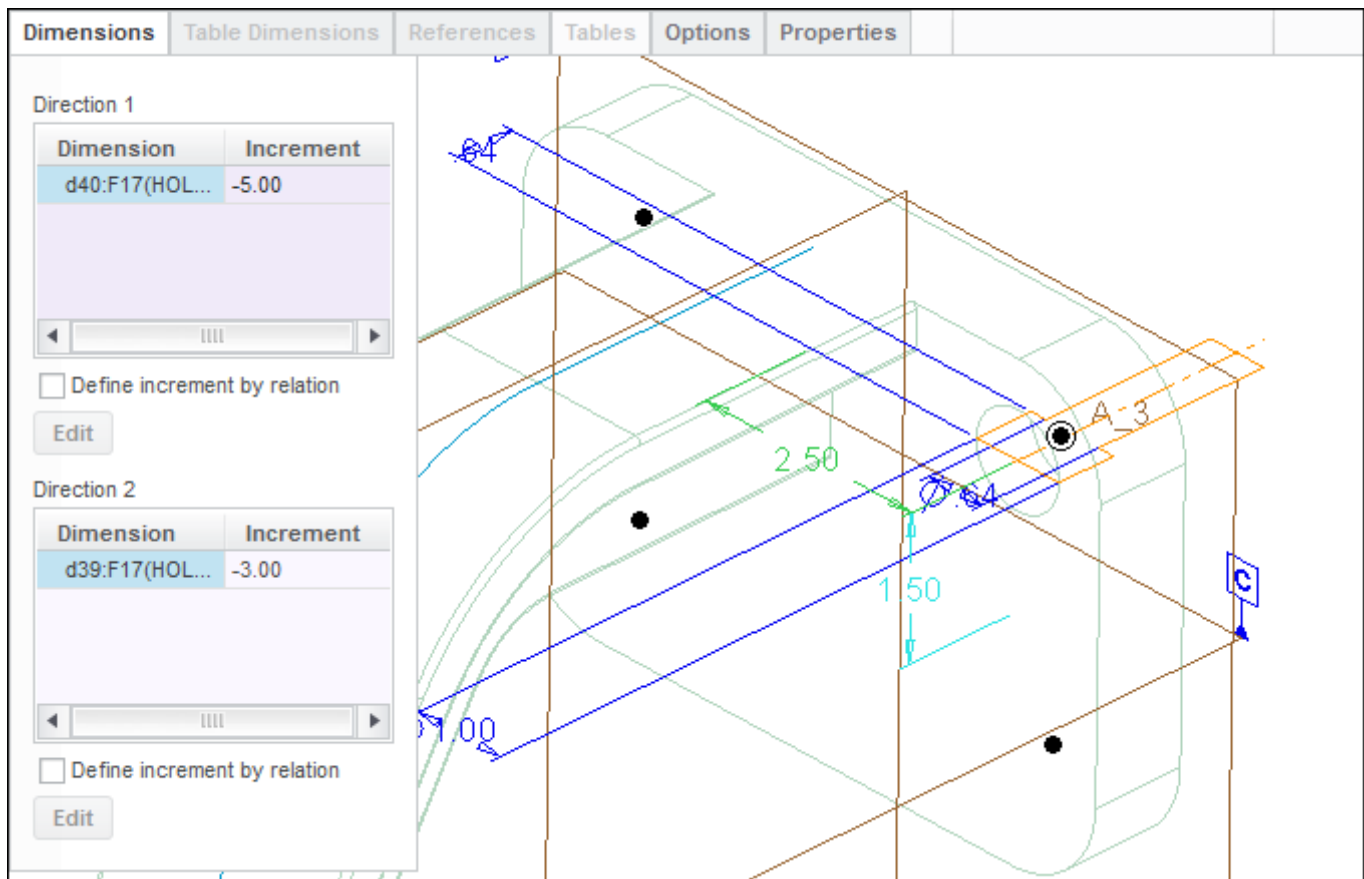 Dimensions Table Dimensions References Tables Options Properties
Direction 1
Dimension Increment
d40:F17(HOL... -5.00
Define increment by relation
Edit
Direction 2
Dimension Increment
d39:F17(HOL... -3.00
Define increment by relation
Edit
A_3
2.50
C
1.50
1.00